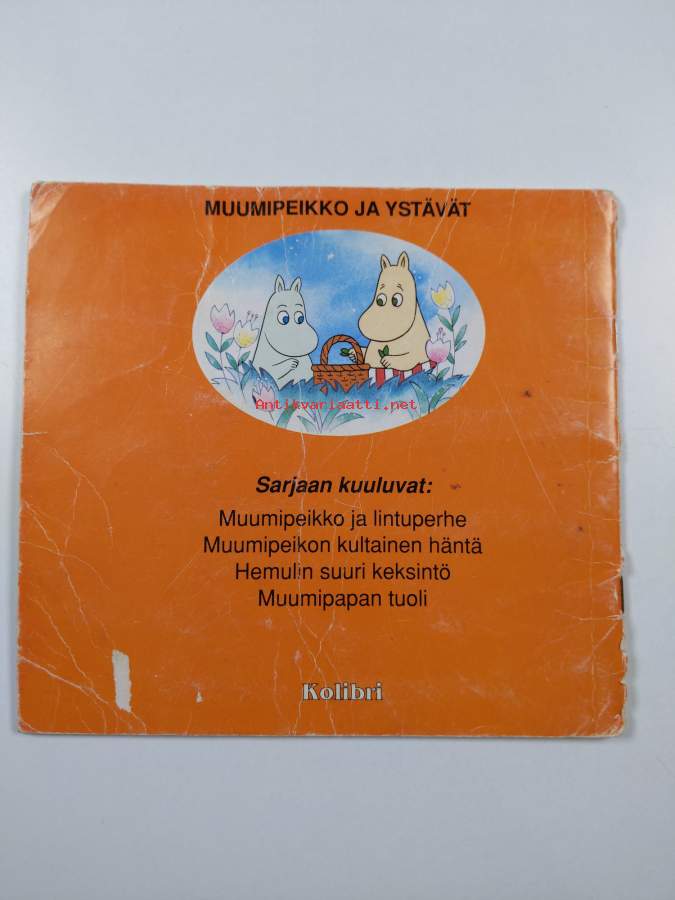 MUUMIPEIKKO JA YSTÄVÄT
Antikvariaatti.net
Sarjaan kuuluvat:
Muumipeikko ja lintuperhe
Muumipeikon kultainen häntä
Hemulin suuri keksintö
Muumipapan tuoli
Kolibri